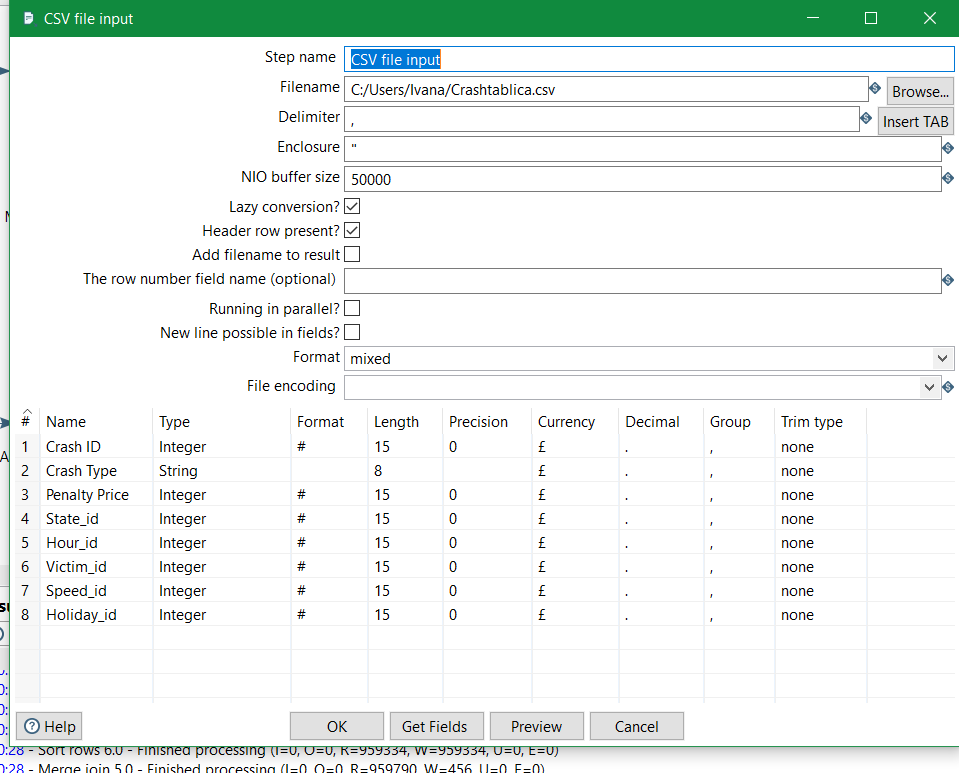 CSV file input
Step name CSV file input
Filename C:/Users/Ivana/Crashtablica.csv Browse...
Delimiter , Insert TAB
Enclosure "
NIO buffer size 50000
Lazy conversion?
Header row present?
Add filename to result
The row number field name (optional)
Running in parallel?
New line possible in fields?
Format mixed
File encoding
# Name Type Format Length Precision Currency Decimal Group Trim type
1 Crash ID Integer # 15 0 £ . , none
2 Crash Type String 8 £ . , none
3 Penalty Price Integer # 15 0 £ . , none
4 State_id Integer # 15 0 £ . , none
5 Hour_id Integer # 15 0 £ . , none
6 Victim_id Integer # 15 0 £ . , none
7 Speed_id Integer # 15 0 £ . , none
8 Holiday_id Integer # 15 0 £ . , none
Help OK Get Fields Preview Cancel
0:28 - Sort rows 6.0 - Finished processing (I=0, O=0, R=959334, W=959334, U=0, E=0)
0:28 - Merge join 5.0 - Finished processing (I=0, O=0, R=959790, W=456, U=0, E=0)